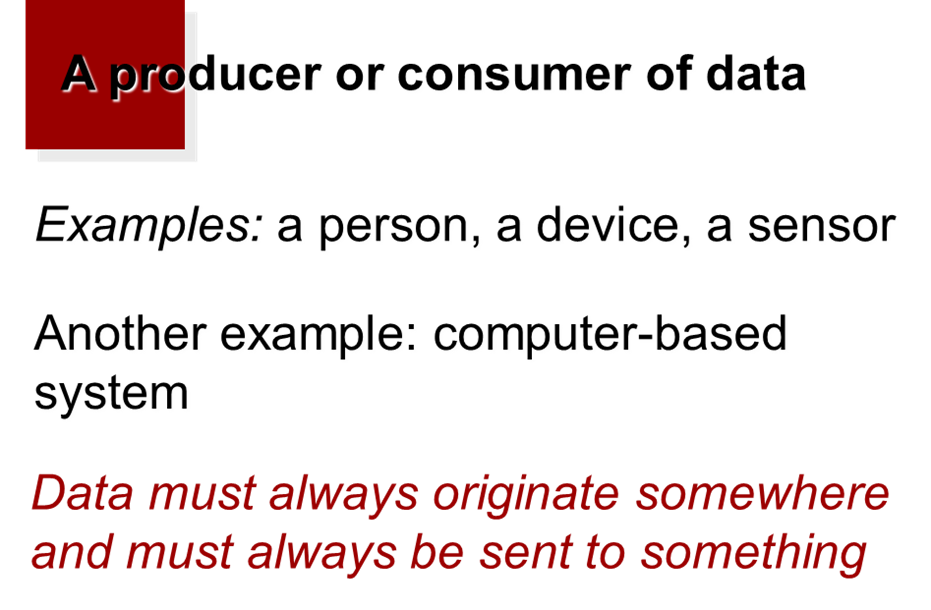 A producer or consumer of data
Examples: a person, a device, a sensor
Another example: computer-based
system
Data must always originate somewhere
and must always be sent to something